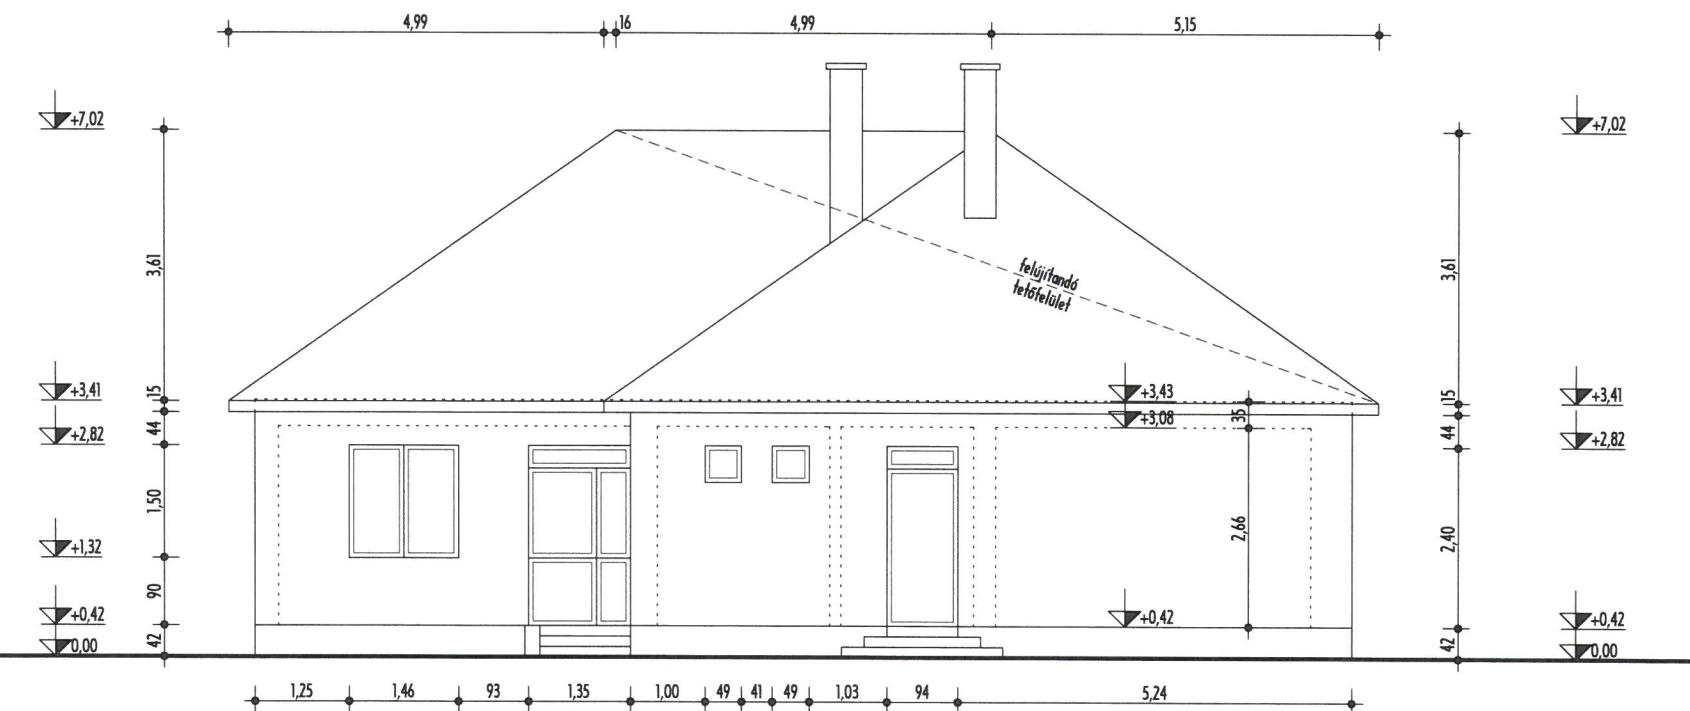 4,99 16 4,99 5,15
+7,02 +7,02
3,61 3,61
felújítandó
tetőfelület
+3,41 15 +3,43 15 +3,41
35
+3,08
+2,82 44 44 +2,82
1,50 2,66 2,40
+1,32
90
+0,42 +0,42 +0,42
0,00 42 42 0,00
1,25 1,46 93 1,35 1,00 49 41 49 1,03 94 5,24